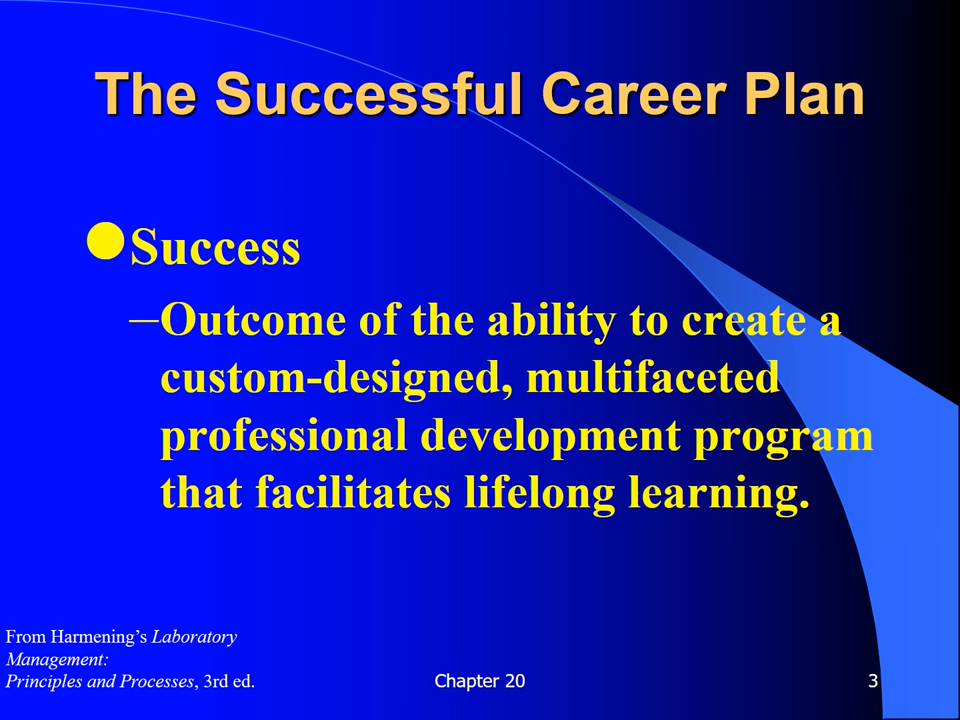 The Successful Career Plan
Success
–Outcome of the ability to create a
custom-designed, multifaceted
professional development program
that facilitates lifelong learning.
From Harmening’s Laboratory
Management:
Principles and Processes, 3rd ed.
Chapter 20
3